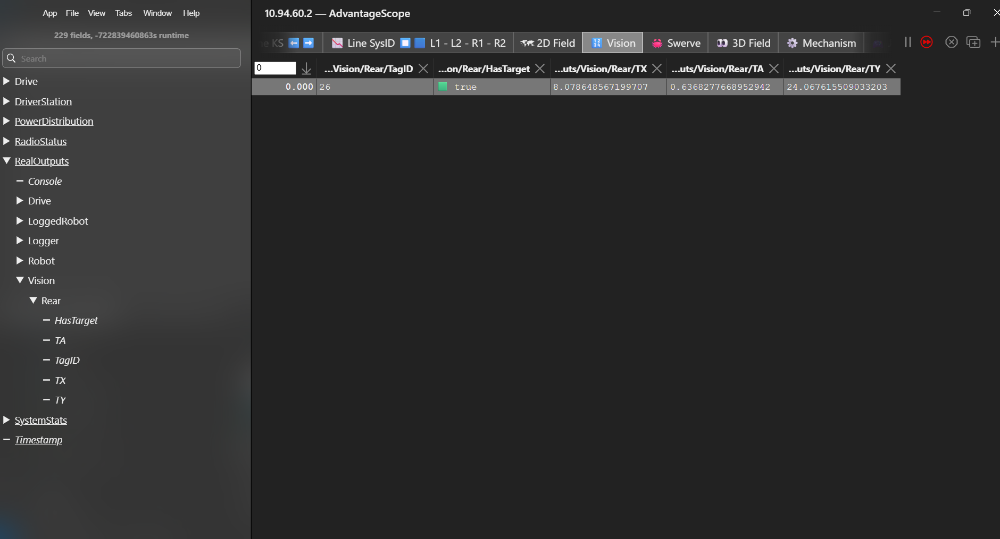 App File View Tabs Window Help
10.94.60.2 — AdvantageScope
229 fields, -722839460863s runtime
Search
KS Line SysID L1 - L2 - R1 - R2 2D Field Vision Swerve 3D Field Mechanism
0 ...Vision/Rear/TagID ...on/Rear/HasTarget ...uts/Vision/Rear/TX ...uts/Vision/Rear/TA ...uts/Vision/Rear/TY
0.000 26 true 8.078648567199707 0.6368277668952942 24.067615509033203
Drive
DriverStation
PowerDistribution
RadioStatus
RealOutputs
Console
Drive
LoggedRobot
Logger
Robot
Vision
Rear
HasTarget
TA
TagID
TX
TY
SystemStats
Timestamp